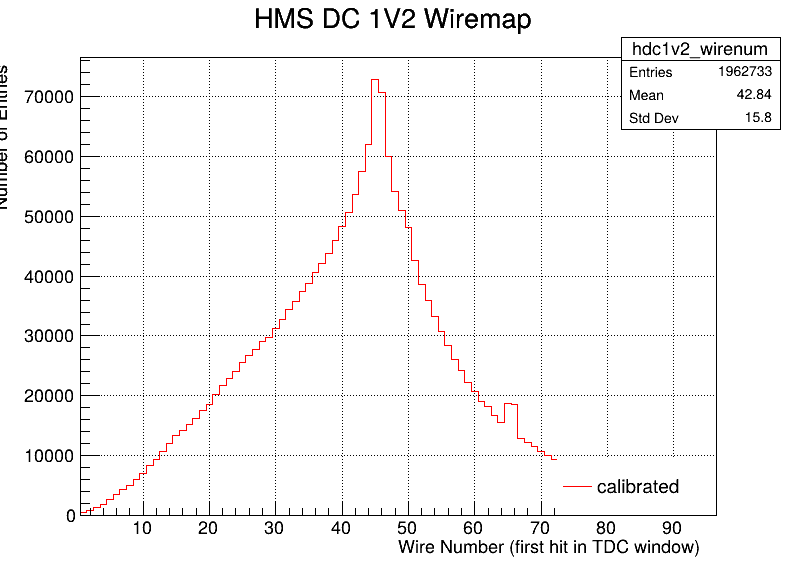 HMS DC 1V2 Wiremap
hdc1v2_wirenum
Entries 1962733
Mean 42.84
Std Dev 15.8
Number of Entries
70000
60000
50000
40000
30000
20000
10000
0
calibrated
10 20 30 40 50 60 70 80 90
Wire Number (first hit in TDC window)